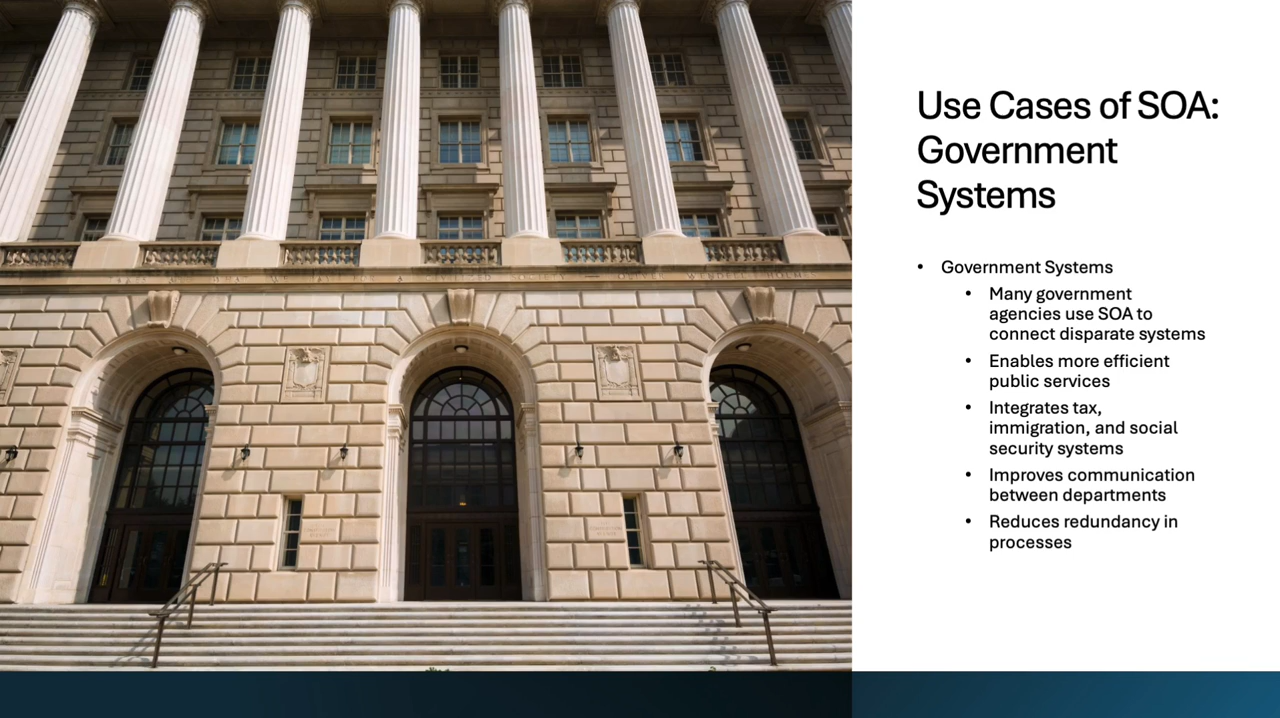 Use Cases of SOA:
Government
Systems
• Government Systems
• Many government
agencies use SOA to
connect disparate systems
• Enables more efficient
public services
• Integrates tax,
immigration, and social
security systems
• Improves communication
between departments
• Reduces redundancy in
processes